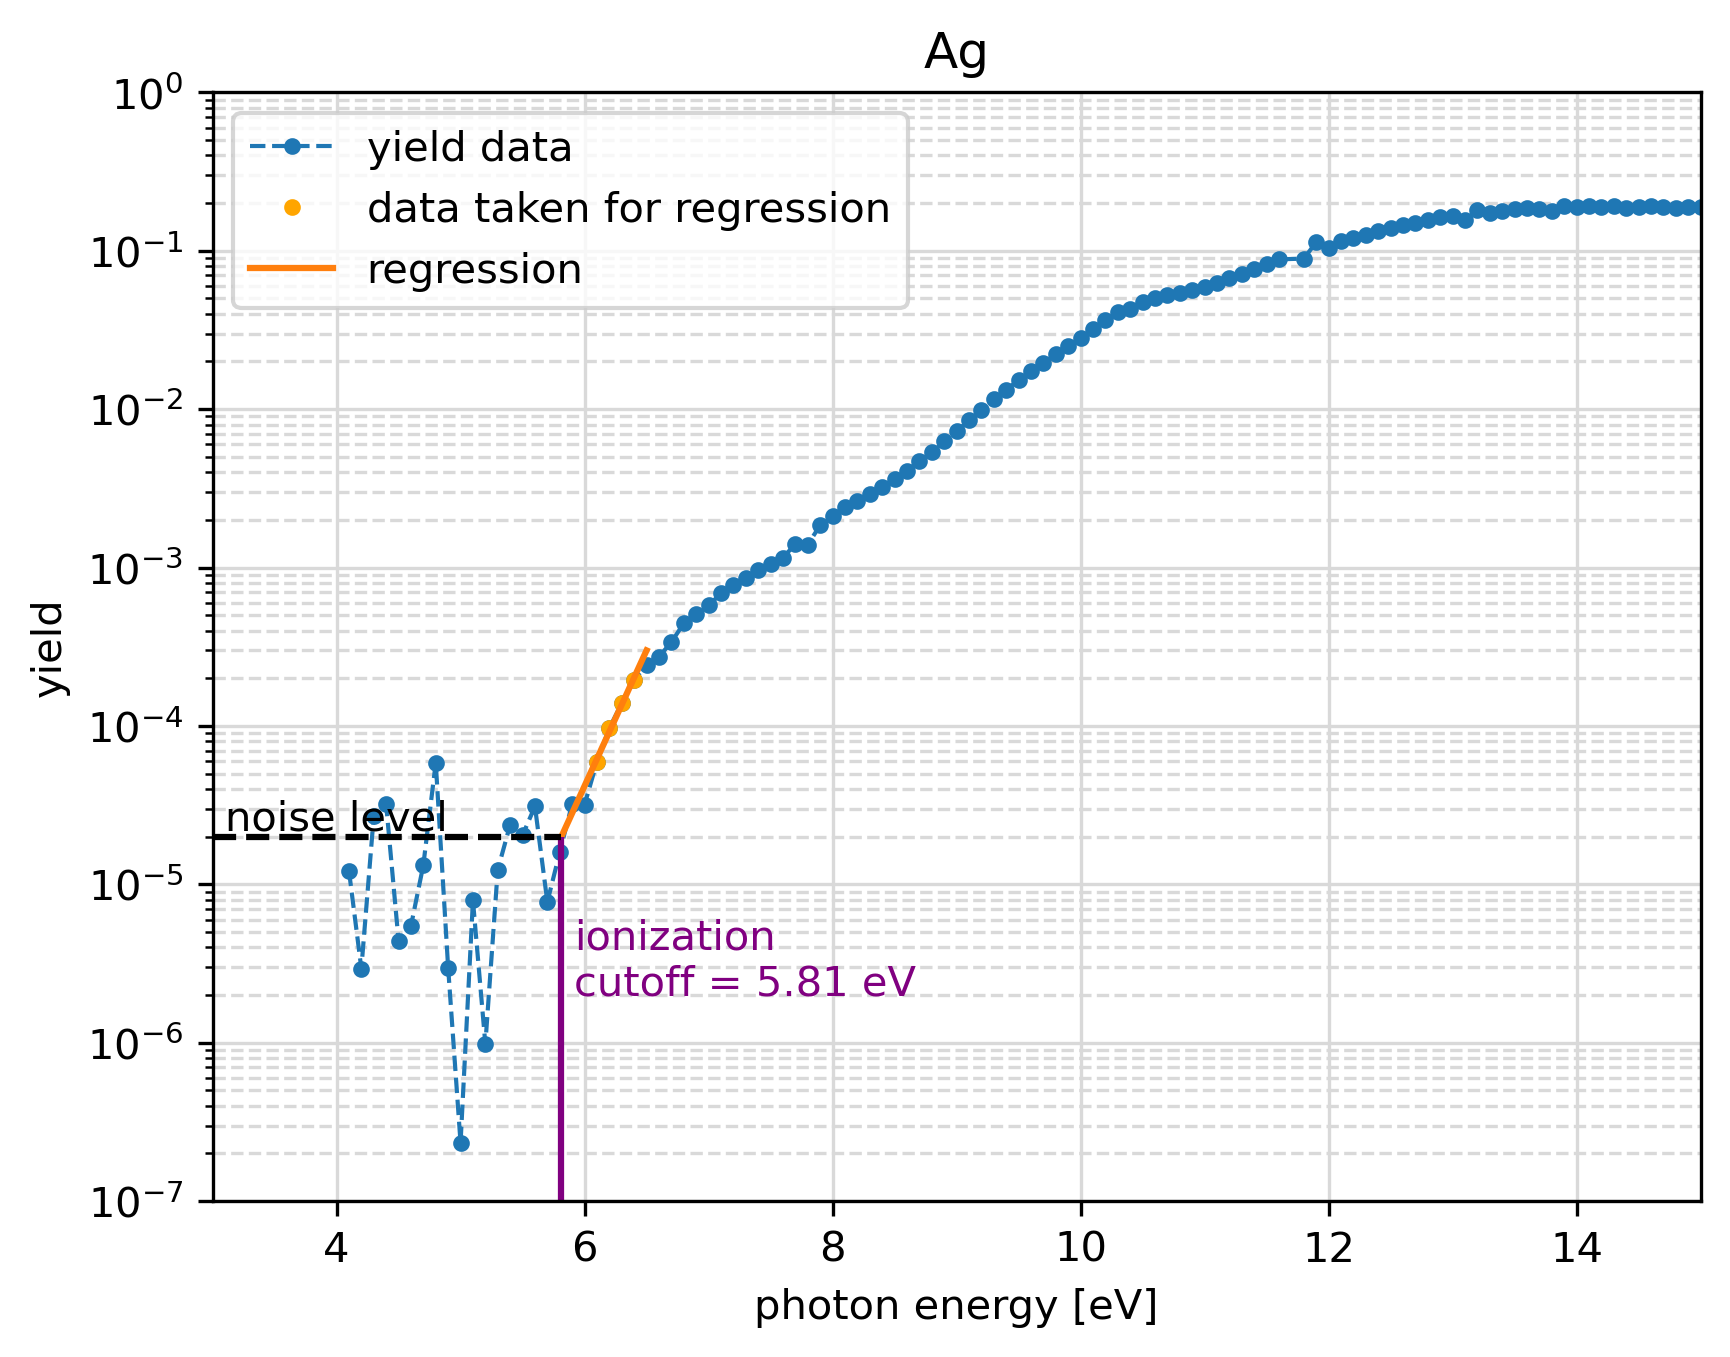 Ag
10⁰
10⁻¹
10⁻²
10⁻³
10⁻⁴
10⁻⁵
10⁻⁶
10⁻⁷
yield
yield data
data taken for regression
regression
noise level
ionization
cutoff = 5.81 eV
4 6 8 10 12 14
photon energy [eV]